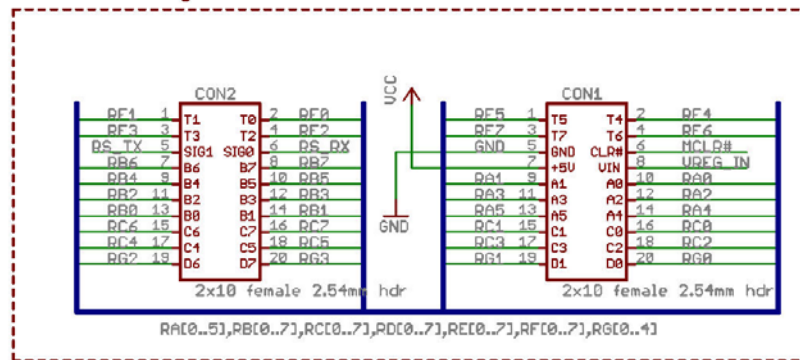 CON2 VCC CON1
RF1 1 T1 T0 2 RF0 RF5 1 T5 T4 2 RF4
RF3 3 T3 T2 4 RF2 RF7 3 T7 T6 4 RF6
RS_TX 5 SIG1 SIG0 6 RS_RX GND 5 GND CLR# 6 MCLR#
RB6 7 B6 B7 8 RB7 7 +5V VIN 8 UREG_IN
RB4 9 B4 B5 10 RB5 RA1 9 A1 A0 10 RA0
RB2 11 B2 B3 12 RB3 RA3 11 A3 A2 12 RA2
RB0 13 B0 B1 14 RB1 GND RA5 13 A5 A4 14 RA4
RC6 15 C6 C7 16 RC7 RC1 15 C1 C0 16 RC0
RC4 17 C4 C5 18 RC5 RC3 17 C3 C2 18 RC2
RG2 19 D6 D7 20 RG3 RG1 19 D1 D0 20 RG0
2x10 female 2.54mm hdr 2x10 female 2.54mm hdr
RA[0..5],RB[0..7],RC[0..7],RD[0..7],RE[0..7],RF[0..7],RG[0..4]